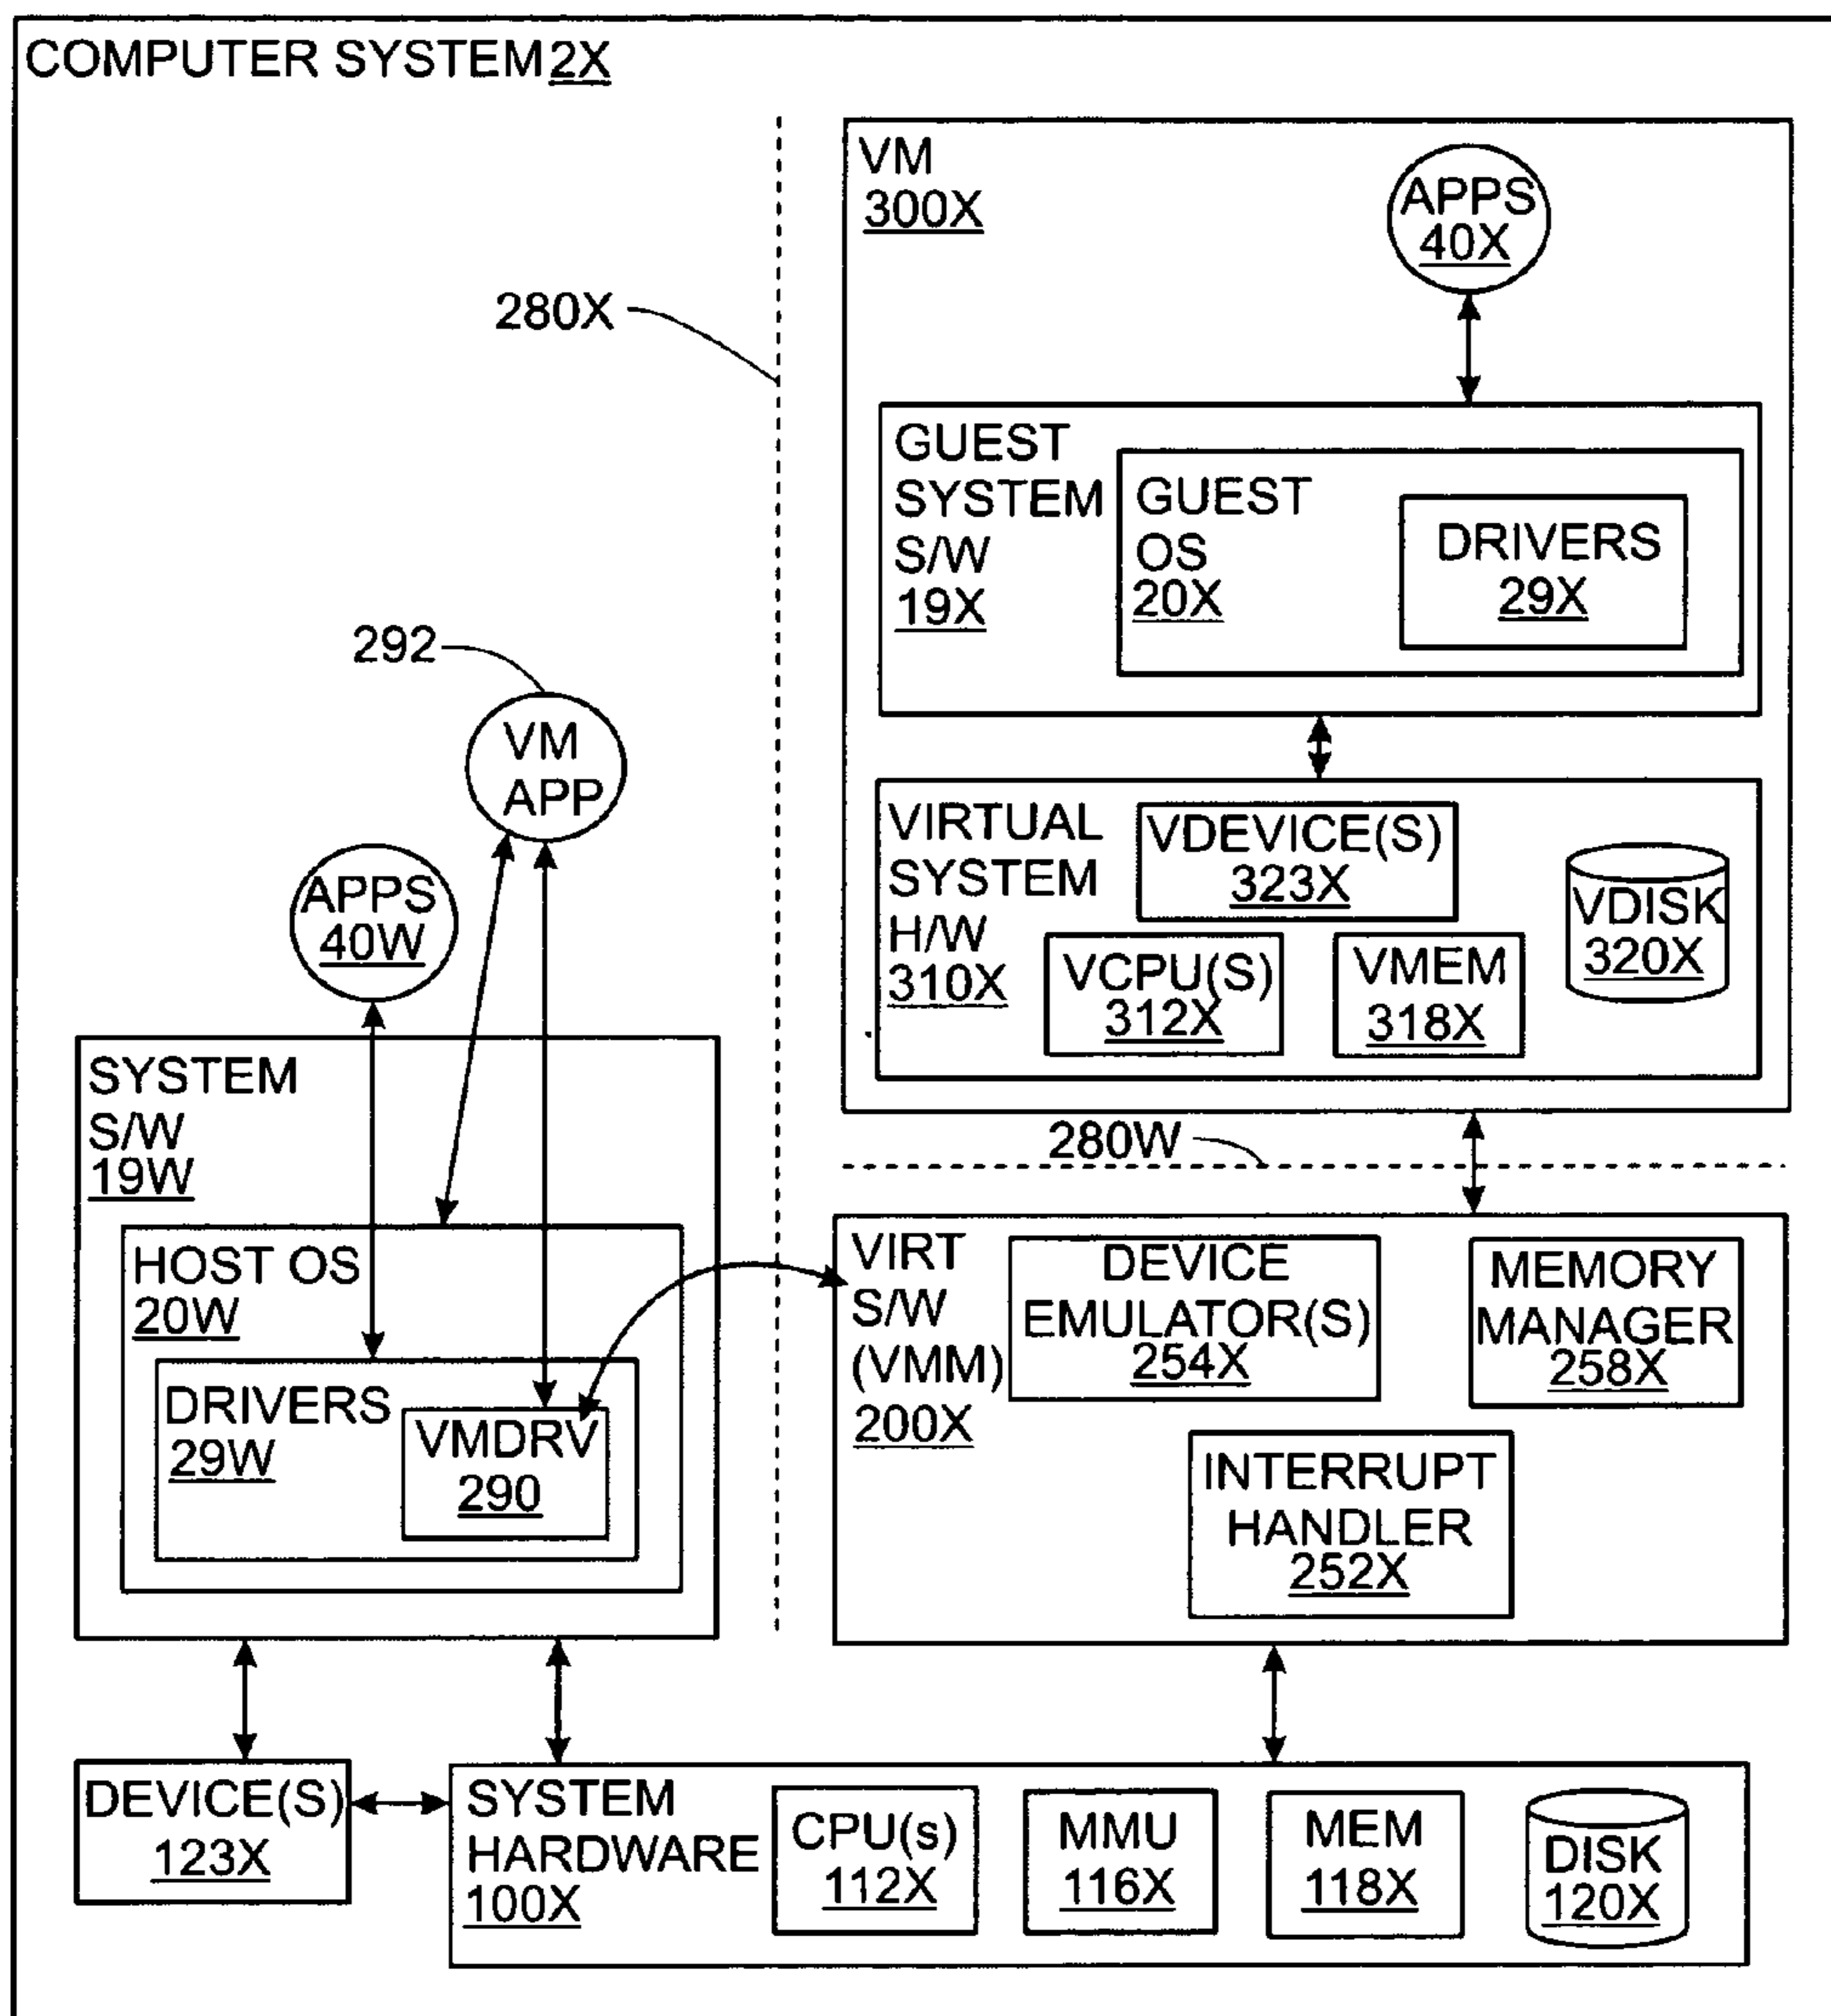 COMPUTER SYSTEM 2X
VM
300X
APPS
40X
280X
GUEST
SYSTEM
S/W
19X
GUEST
OS
20X
DRIVERS
29X
292
VM
APP
VIRTUAL
SYSTEM
H/W
310X
VDEVICE(S)
323X
VCPU(S)
312X
VMEM
318X
VDISK
320X
APPS
40W
SYSTEM
S/W
19W
280W
HOST OS
20W
DRIVERS
29W
VMDRV
290
VIRT
S/W
(VMM)
200X
DEVICE
EMULATOR(S)
254X
MEMORY
MANAGER
258X
INTERRUPT
HANDLER
252X
DEVICE(S)
123X
SYSTEM
HARDWARE
100X
CPU(s)
112X
MMU
116X
MEM
118X
DISK
120X